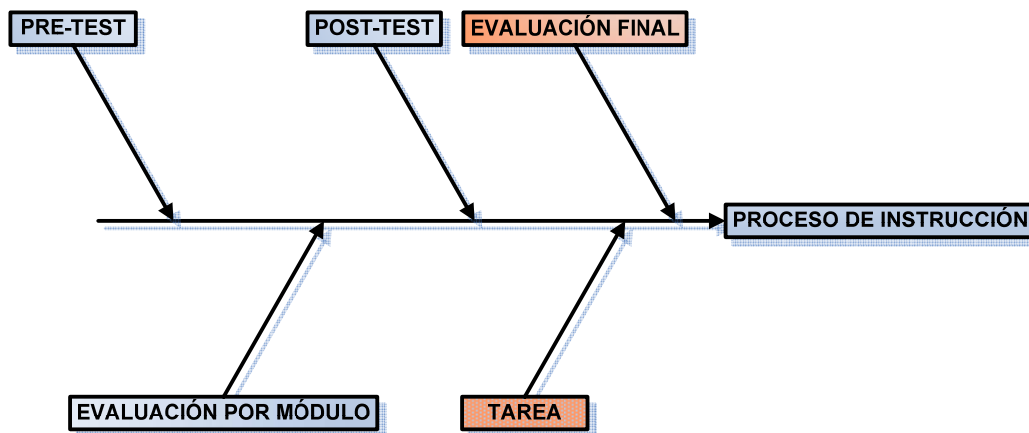 PRE-TEST
POST-TEST
EVALUACIÓN FINAL
PROCESO DE INSTRUCCIÓN
EVALUACIÓN POR MÓDULO
TAREA